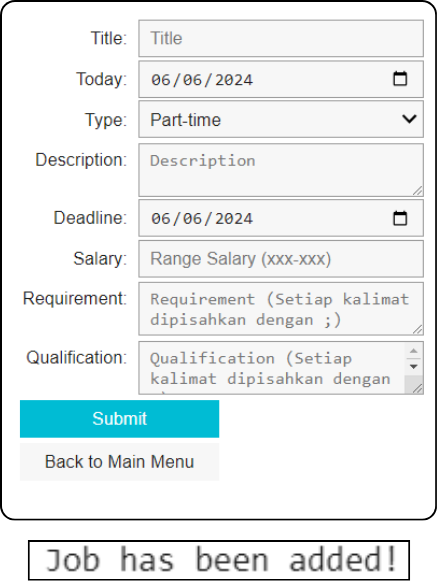 Title: Title
Today: 06/06/2024
Type: Part-time
Description: Description
Deadline: 06/06/2024
Salary: Range Salary (xxx-xxx)
Requirement: Requirement (Setiap kalimat
dipisahkan dengan ;)
Qualification: Qualification (Setiap
kalimat dipisahkan dengan
Submit
Back to Main Menu
Job has been added!